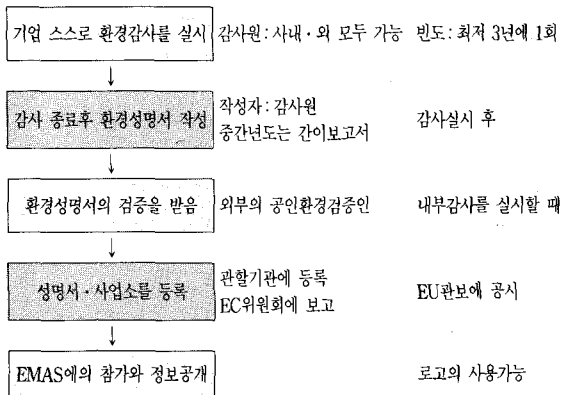 기업 스스로 환경감사를 실시 감사원: 사내·외 모두 가능 빈도: 최저 3년에 1회
감사 종료후 환경성명서 작성 작성자: 감사원
중간년도는 간이보고서 감사실시 후
환경성명서의 검증을 받음 외부의 공인환경검증인 내부감사를 실시할 때
성명서·사업소를 등록 관할기관에 등록
EC위원회에 보고 EU관보에 공시
EMAS에의 참가와 정보공개 로고의 사용가능